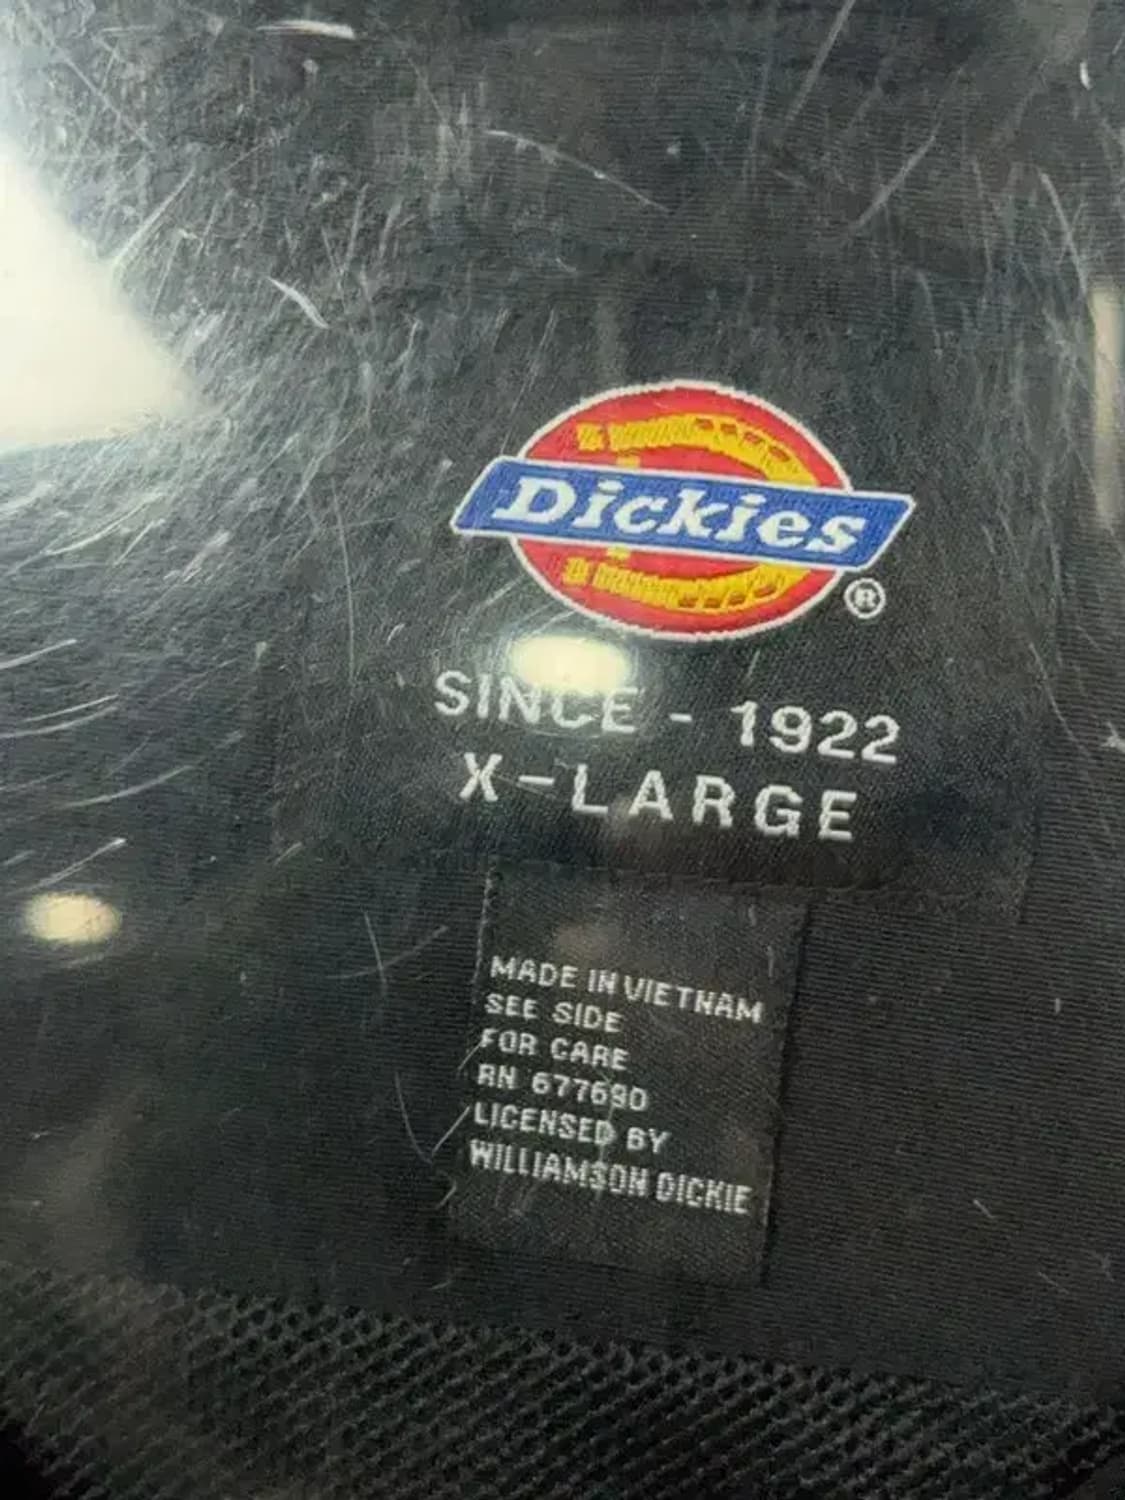 Dickies
®
SINCE - 1922
X-LARGE
MADE IN VIETNAM
SEE SIDE
FOR CARE
RN 677690
LICENSED BY
WILLIAMSON DICKIE